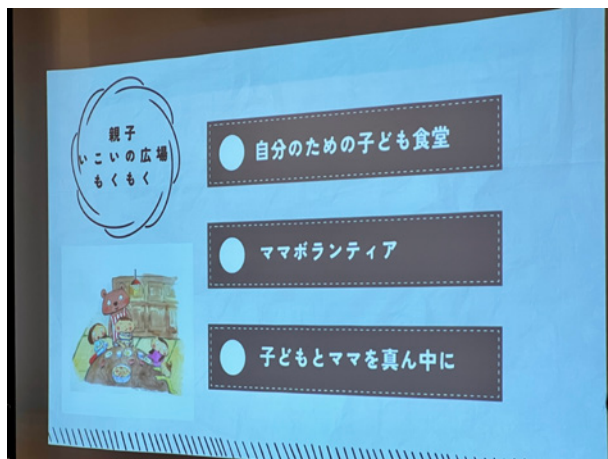 親子
いこいの広場
もくもく
自分のための子ども食堂
ママボランティア
子どもとママを真ん中に